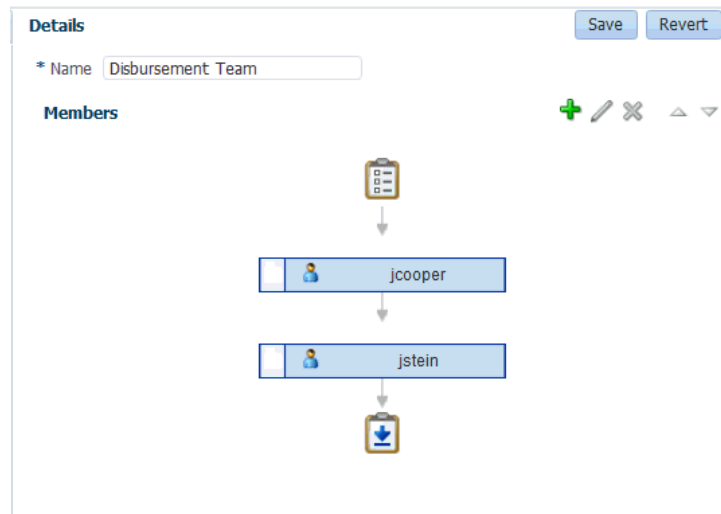 Details Save Revert
* Name Disbursement Team
Members
jcooper
jstein